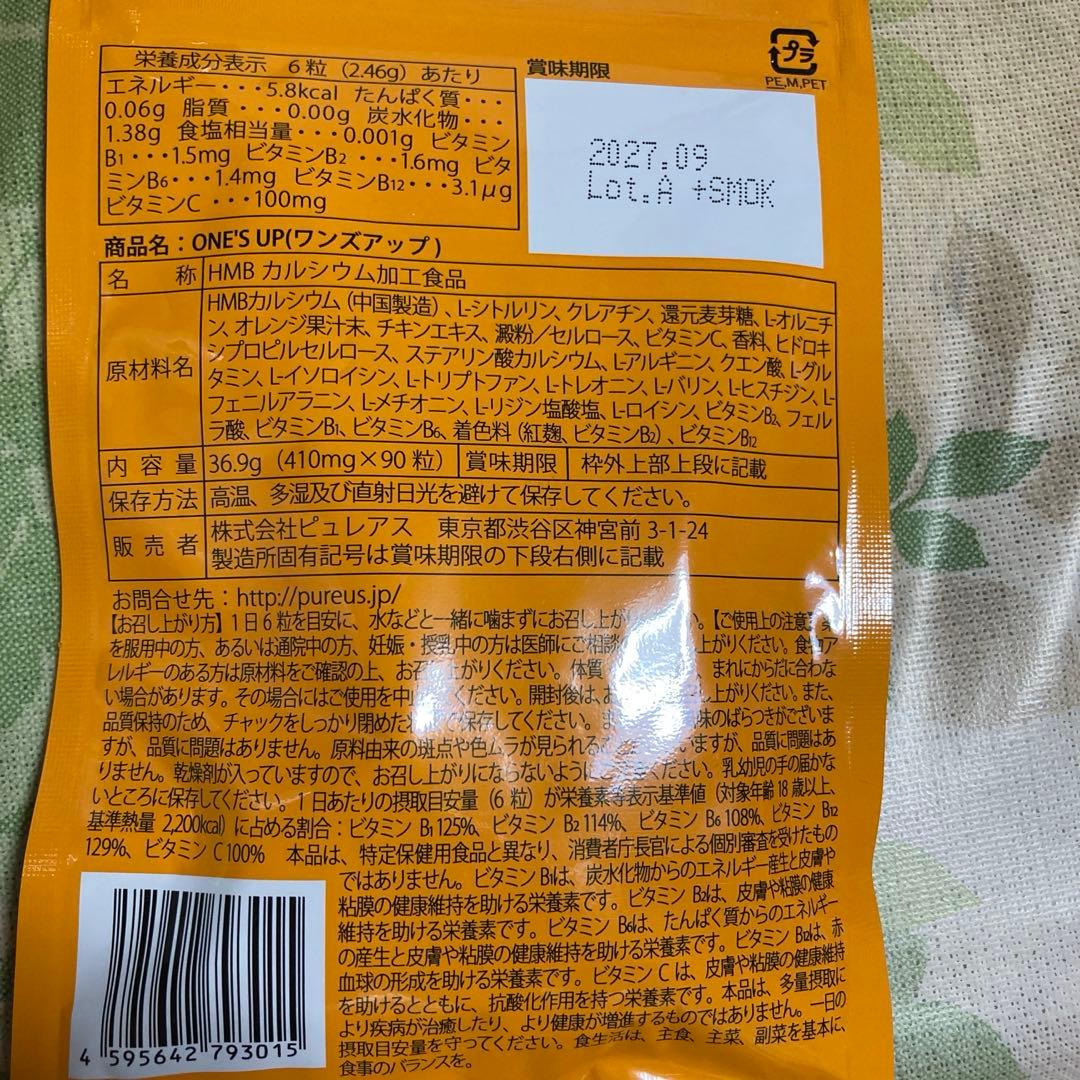 栄養成分表示 6粒（2.46g）あたり
エネルギー・・・5.8kcal たんぱく質・・・
0.06g 脂質・・・0.00g 炭水化物・・・
1.38g 食塩相当量・・・0.001g ビタミン
B1・・・1.5mg ビタミンB2・・・1.6mg ビタ
ミンB6・・・1.4mg ビタミンB12・・・3.1μg
ビタミンC・・・100mg
賞味期限
プラ
PE,M,PET
2027.09
Lot.A +SMOK
商品名：ONE'S UP(ワンズアップ)
名 称 HMB カルシウム加工食品
原材料名
HMBカルシウム（中国製造）、L-シトルリン、クレアチン、還元麦芽糖、L-オルニチ
ン、オレンジ果汁末、チキンエキス、澱粉／セルロース、ビタミンC、香料、ヒドロキ
シプロピルセルロース、ステアリン酸カルシウム、L-アルギニン、クエン酸、L-グル
タミン、L-イソロイシン、L-トリプトファン、L-トレオニン、L-バリン、L-ヒスチジン、L-
フェニルアラニン、L-メチオニン、L-リジン塩酸塩、L-ロイシン、ビタミンB2、フェル
ラ酸、ビタミンB1、ビタミンB6、着色料（紅麹、ビタミンB2）、ビタミンB12
内容量 36.9g（410mg×90粒） 賞味期限 枠外上部上段に記載
保存方法 高温、多湿及び直射日光を避けて保存してください。
販売者 株式会社ピュレアス 東京都渋谷区神宮前 3-1-24
製造所固有記号は賞味期限の下段右側に記載
お問合せ先：http://pureus.jp/
【お召し上がり方】1日6粒を目安に、水などと一緒に噛まずにお召し上が 。【ご使用上の注意】
を服用中の方、あるいは通院中の方、妊娠・授乳中の方は医師にご相談 上がりください。食物ア
レルギーのある方は原材料をご確認の上、お召し上がりください。体質 まれにからだに合わな
い場合があります。その場合にはご使用を中止 ください。開封後は、お 上がりください。また、
品質保持のため、チャックをしっかり閉めた 保存してください。 味のばらつきがございま
すが、品質に問題はありません。原料由来の斑点や色ムラが見られる いますが、品質に問題はあ
りません。乾燥剤が入っていますので、お召し上がりにならないように ください。乳幼児の手の届かな
いところに保存してください。1日あたりの摂取目安量（6粒）が栄養素等表示基準値（対象年齢18歳以上、
基準熱量 2,200kcal）に占める割合：ビタミン B1 125%、ビタミン B2 114%、ビタミン B6 108%、ビタミン B12
129%、ビタミン C100% 本品は、特定保健用食品と異なり、消費者庁長官による個別審査を受けたもの
ではありません。ビタミン B1は、炭水化物からのエネルギー産生と皮膚や
粘膜の健康維持を助ける栄養素です。ビタミン B2は、皮膚や粘膜の健康
維持を助ける栄養素です。ビタミン B6は、たんぱく質からのエネルギー
の産生と皮膚や粘膜の健康維持を助ける栄養素です。ビタミン B12は、赤
血球の形成を助ける栄養素です。ビタミン Cは、皮膚や粘膜の健康維持
を助けるとともに、抗酸化作用を持つ栄養素です。本品は、多量摂取に
より疾病が治癒したり、より健康が増進するものではありません。一日の
摂取目安量を守ってください。食生活は、主食、主菜、副菜を基本に、
食事のバランスを。
4 595642 793015